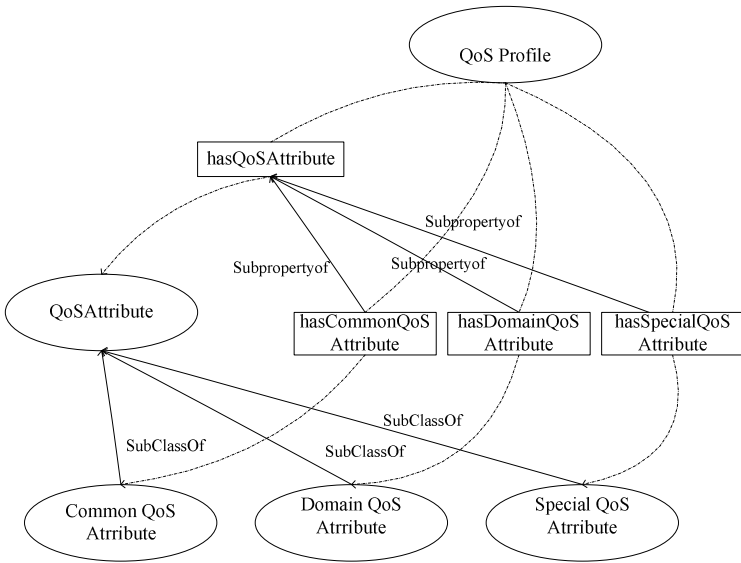 QoS Profile
hasQoSAttribute
Subpropertyof
Subpropertyof
Subpropertyof
QoSAttribute
hasCommonQoS
Attribute
hasDomainQoS
Attribute
hasSpecialQoS
Attribute
SubClassOf
SubClassOf
SubClassOf
Common QoS
Atrribute
Domain QoS
Atrribute
Special QoS
Atrribute